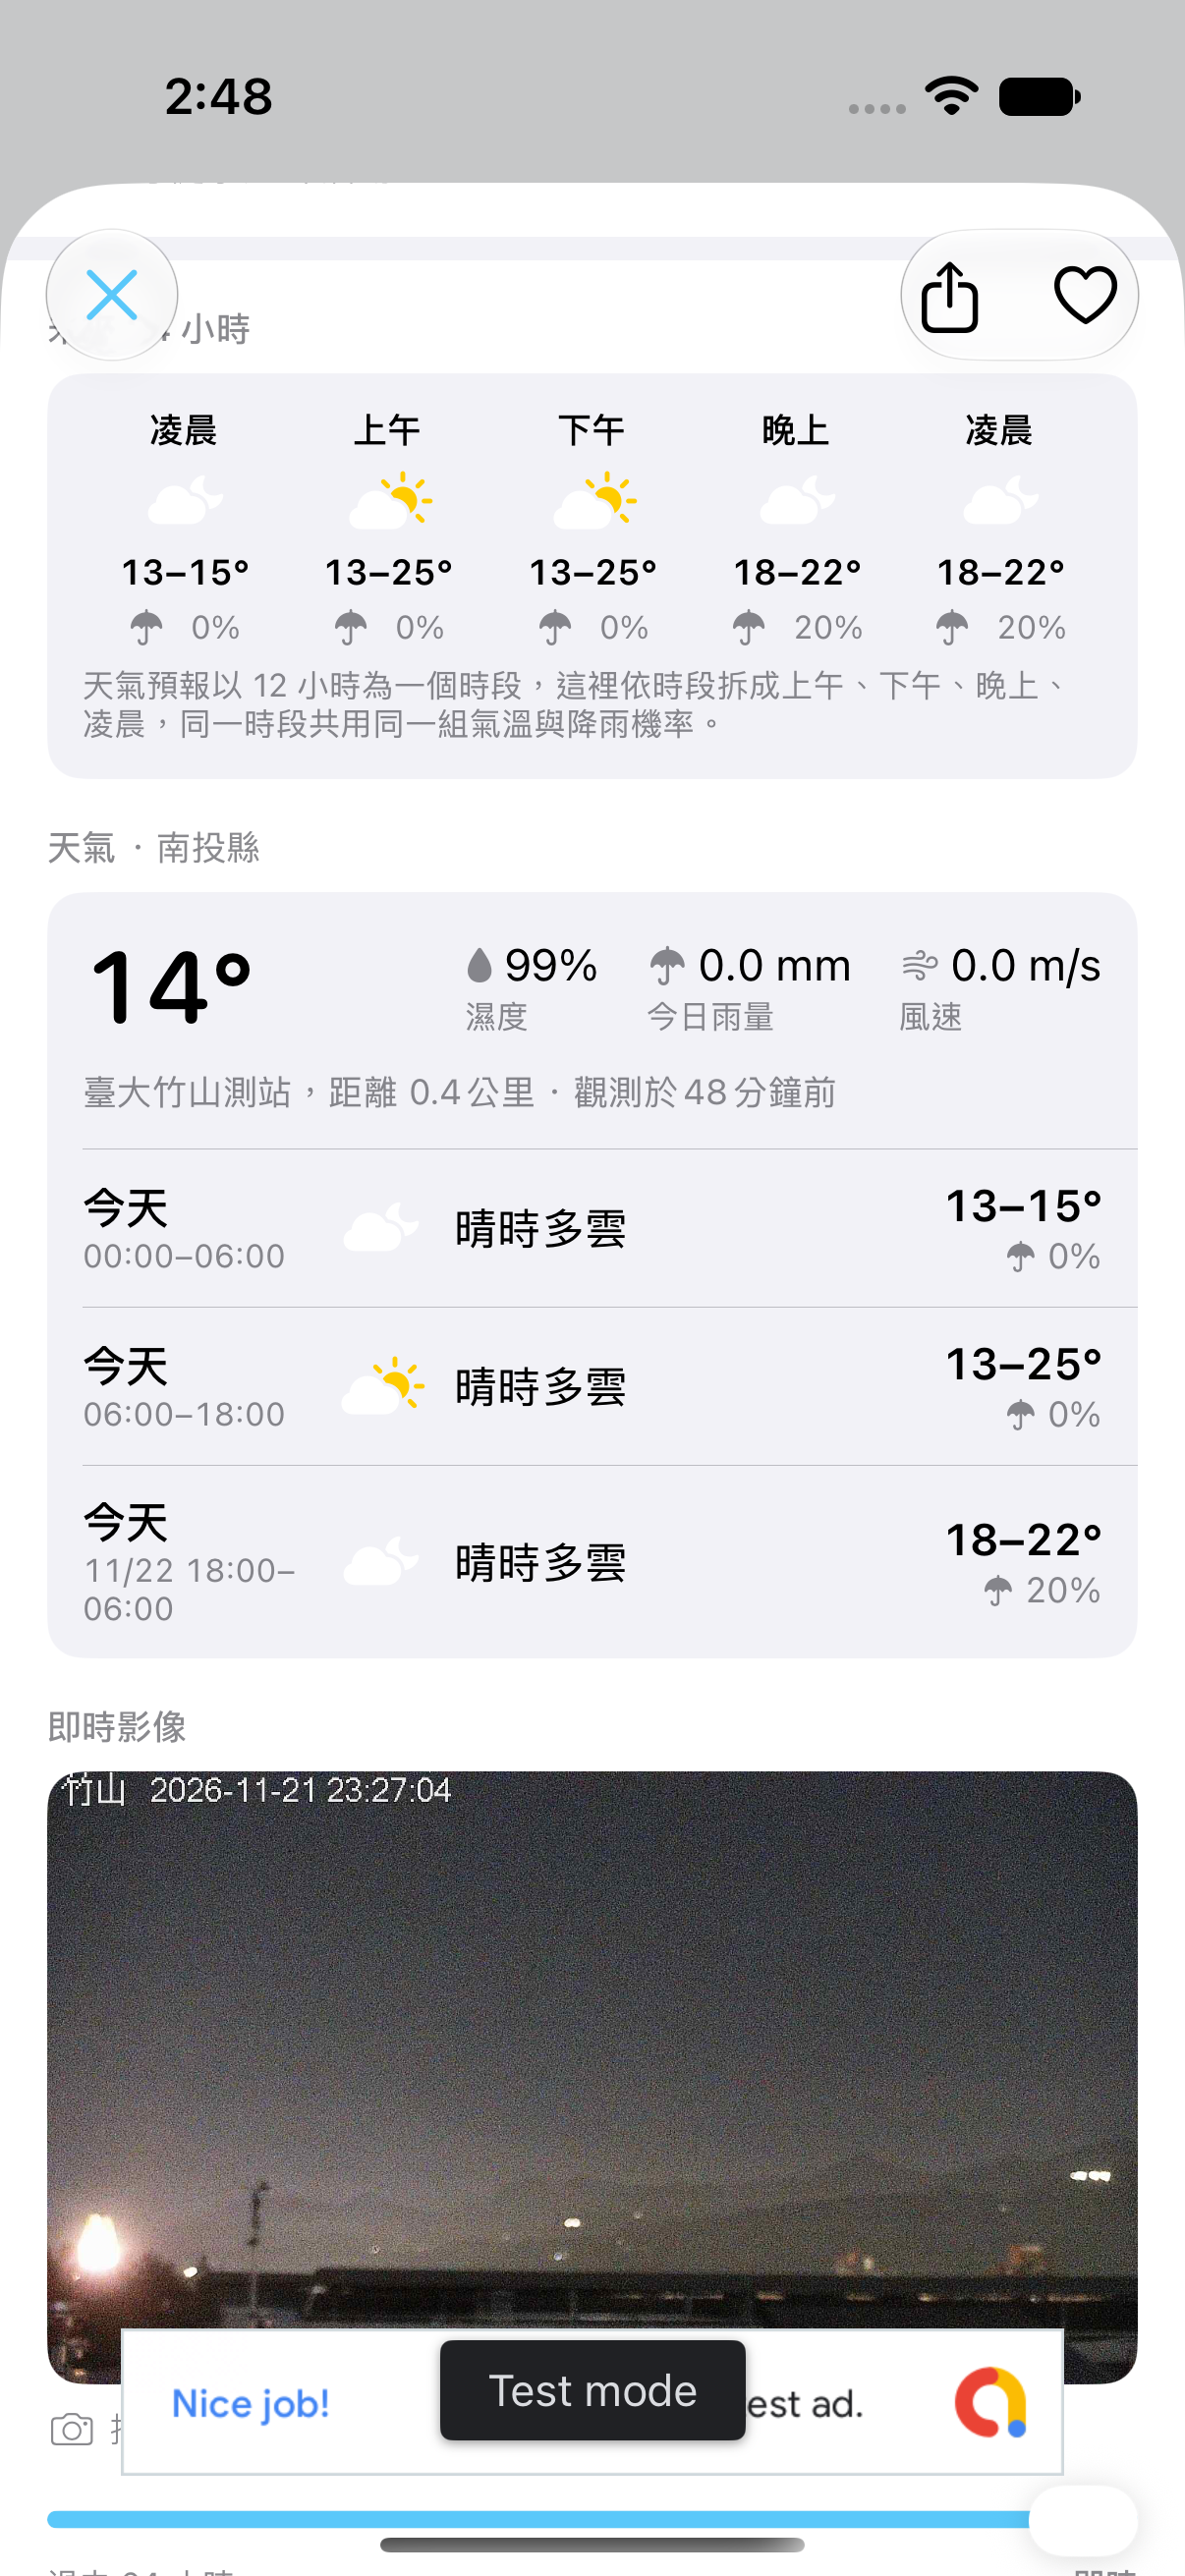 2:48
小時
凌晨 上午 下午 晚上 凌晨
13–15° 13–25° 13–25° 18–22° 18–22°
0% 0% 0% 20% 20%
天氣預報以 12 小時為一個時段，這裡依時段拆成上午、下午、晚上、
凌晨，同一時段共用同一組氣溫與降雨機率。
天氣 · 南投縣
14° 99% 0.0 mm 0.0 m/s
濕度 今日雨量 風速
臺大竹山測站，距離 0.4 公里 · 觀測於 48 分鐘前
今天 晴時多雲 13–15°
00:00–06:00 0%
今天 晴時多雲 13–25°
06:00–18:00 0%
今天 晴時多雲 18–22°
11/22 18:00–
06:00 20%
即時影像
竹山 2026-11-21 23:27:04
Nice job! Test mode est ad.